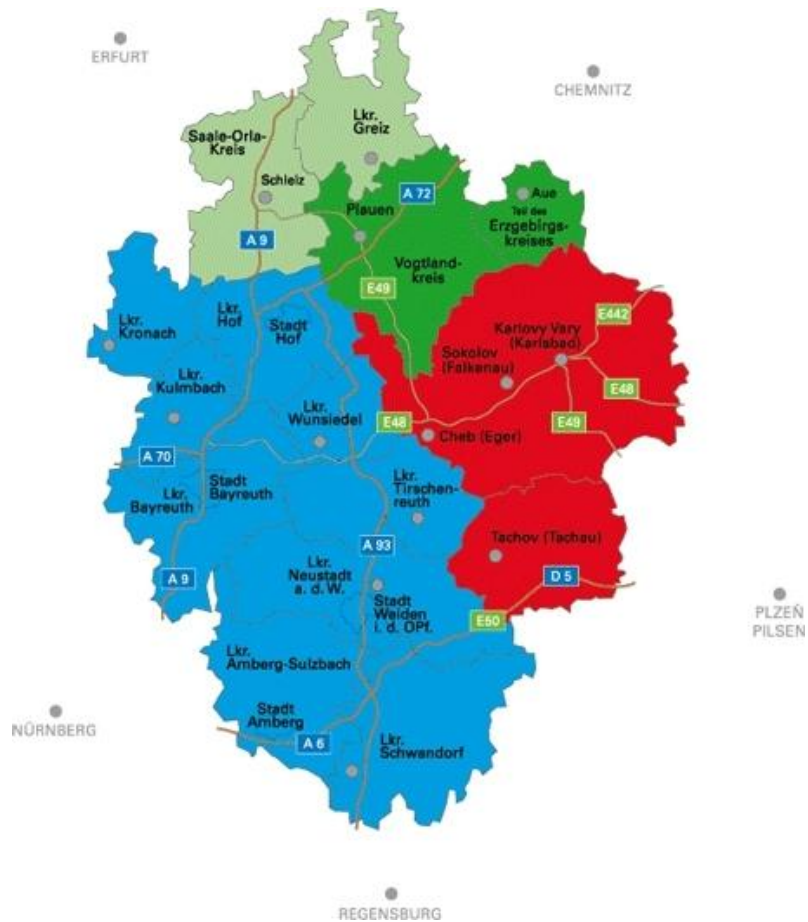 ERFURT
CHEMNITZ
Lkr.
Greiz
Saale-Orla-
Kreis
Schleiz
A 72
Aue
Teil des
Erzgebirgs-
kreises
Plauen
A 9
Vogtland-
kreis
E49
Lkr.
Hof
Stadt
Hof
Lkr.
Kronach
E442
Karlovy Vary
(Karlsbad)
Sokolov
(Falkenau)
E48
Lkr.
Kulmbach
Lkr.
Wunsiedel
E48
E49
Cheb (Eger)
A 70
Stadt
Bayreuth
Lkr.
Bayreuth
Lkr.
Tirschen-
reuth
Tachov (Tachau)
A 93
Lkr.
Neustadt
a. d. W.
A 9
D 5
Stadt
Weiden
i. d. OPf.
E50
PLZEŇ
PILSEN
Lkr.
Amberg-Sulzbach
Stadt
Amberg
NÜRNBERG
A 6
Lkr.
Schwandorf
REGENSBURG